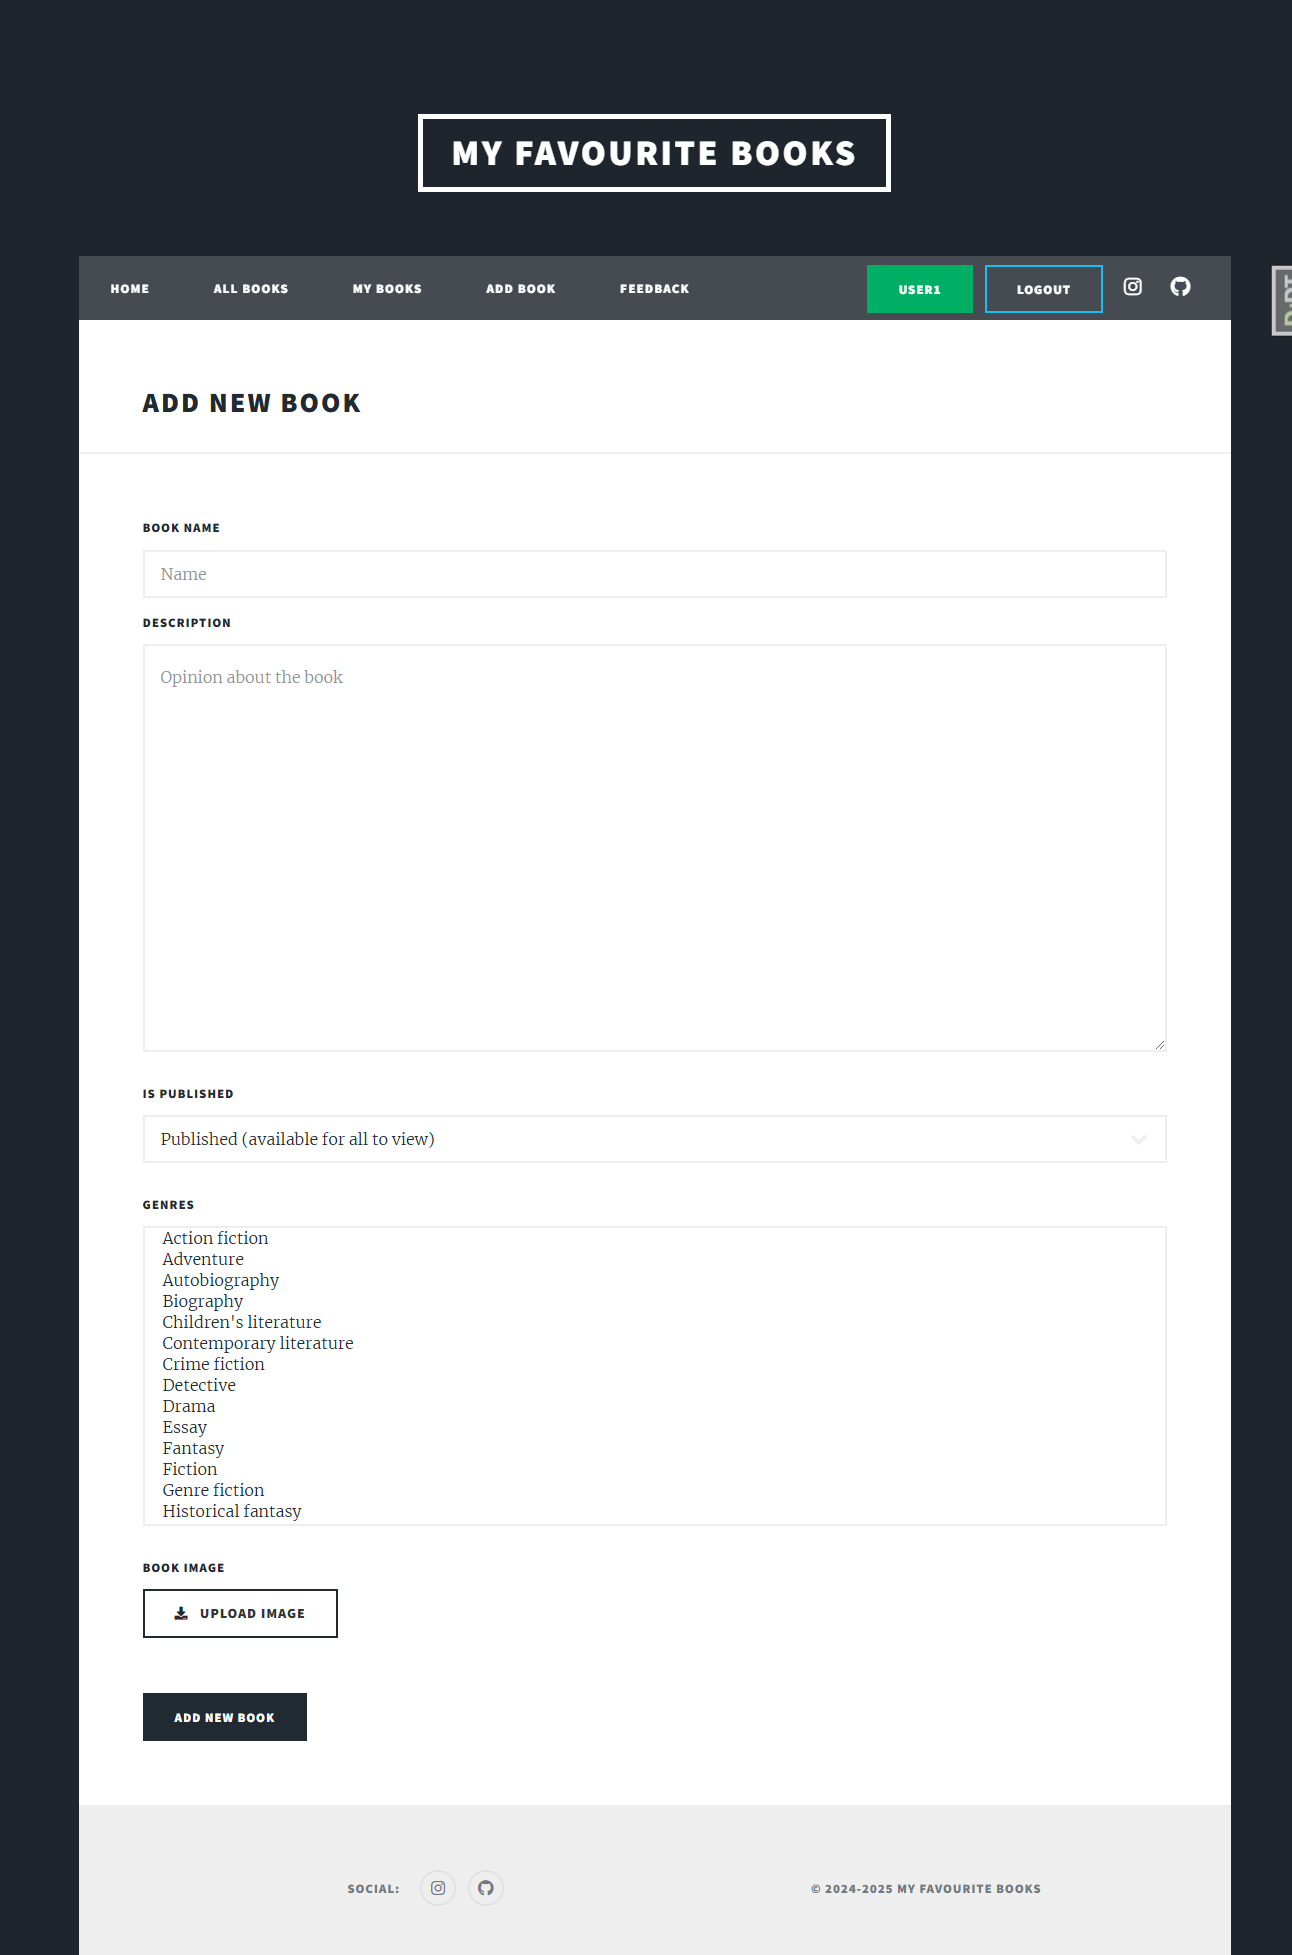 MY FAVOURITE BOOKS
HOME ALL BOOKS MY BOOKS ADD BOOK FEEDBACK USER1 LOGOUT
ADD NEW BOOK
BOOK NAME
Name
DESCRIPTION
Opinion about the book
IS PUBLISHED
Published (available for all to view)
GENRES
Action fiction
Adventure
Autobiography
Biography
Children's literature
Contemporary literature
Crime fiction
Detective
Drama
Essay
Fantasy
Fiction
Genre fiction
Historical fantasy
BOOK IMAGE
UPLOAD IMAGE
ADD NEW BOOK
SOCIAL: © 2024-2025 MY FAVOURITE BOOKS